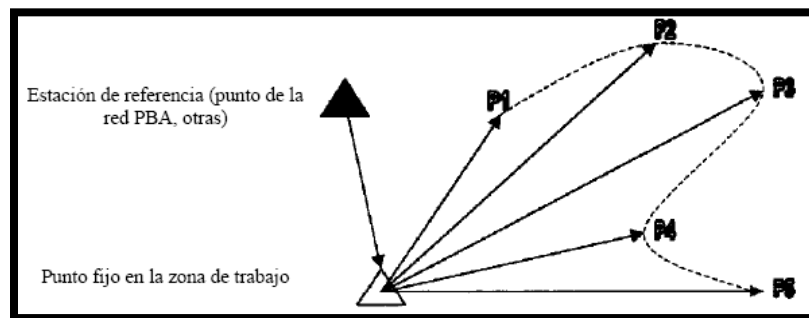 Estación de referencia (punto de la
red PBA, otras)
P1
P2
P3
P4
P5
Punto fijo en la zona de trabajo